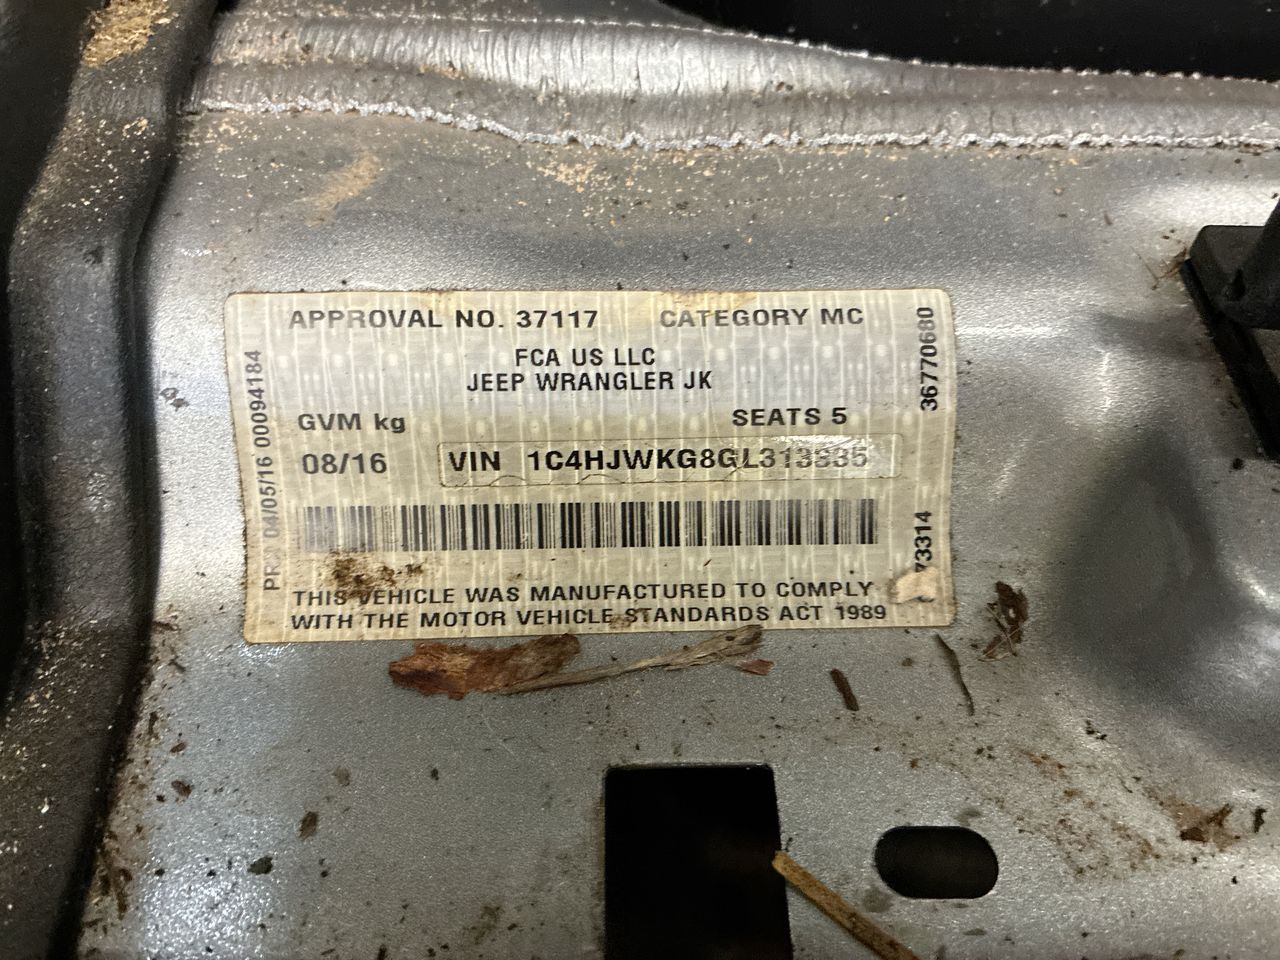 APPROVAL NO. 37117 CATEGORY MC
FCA US LLC
JEEP WRANGLER JK
GVM kg SEATS 5
08/16 VIN 1C4HJWKG8GL313935
THIS VEHICLE WAS MANUFACTURED TO COMPLY
WITH THE MOTOR VEHICLE STANDARDS ACT 1989
04/05/16 00094184
36770680
73314